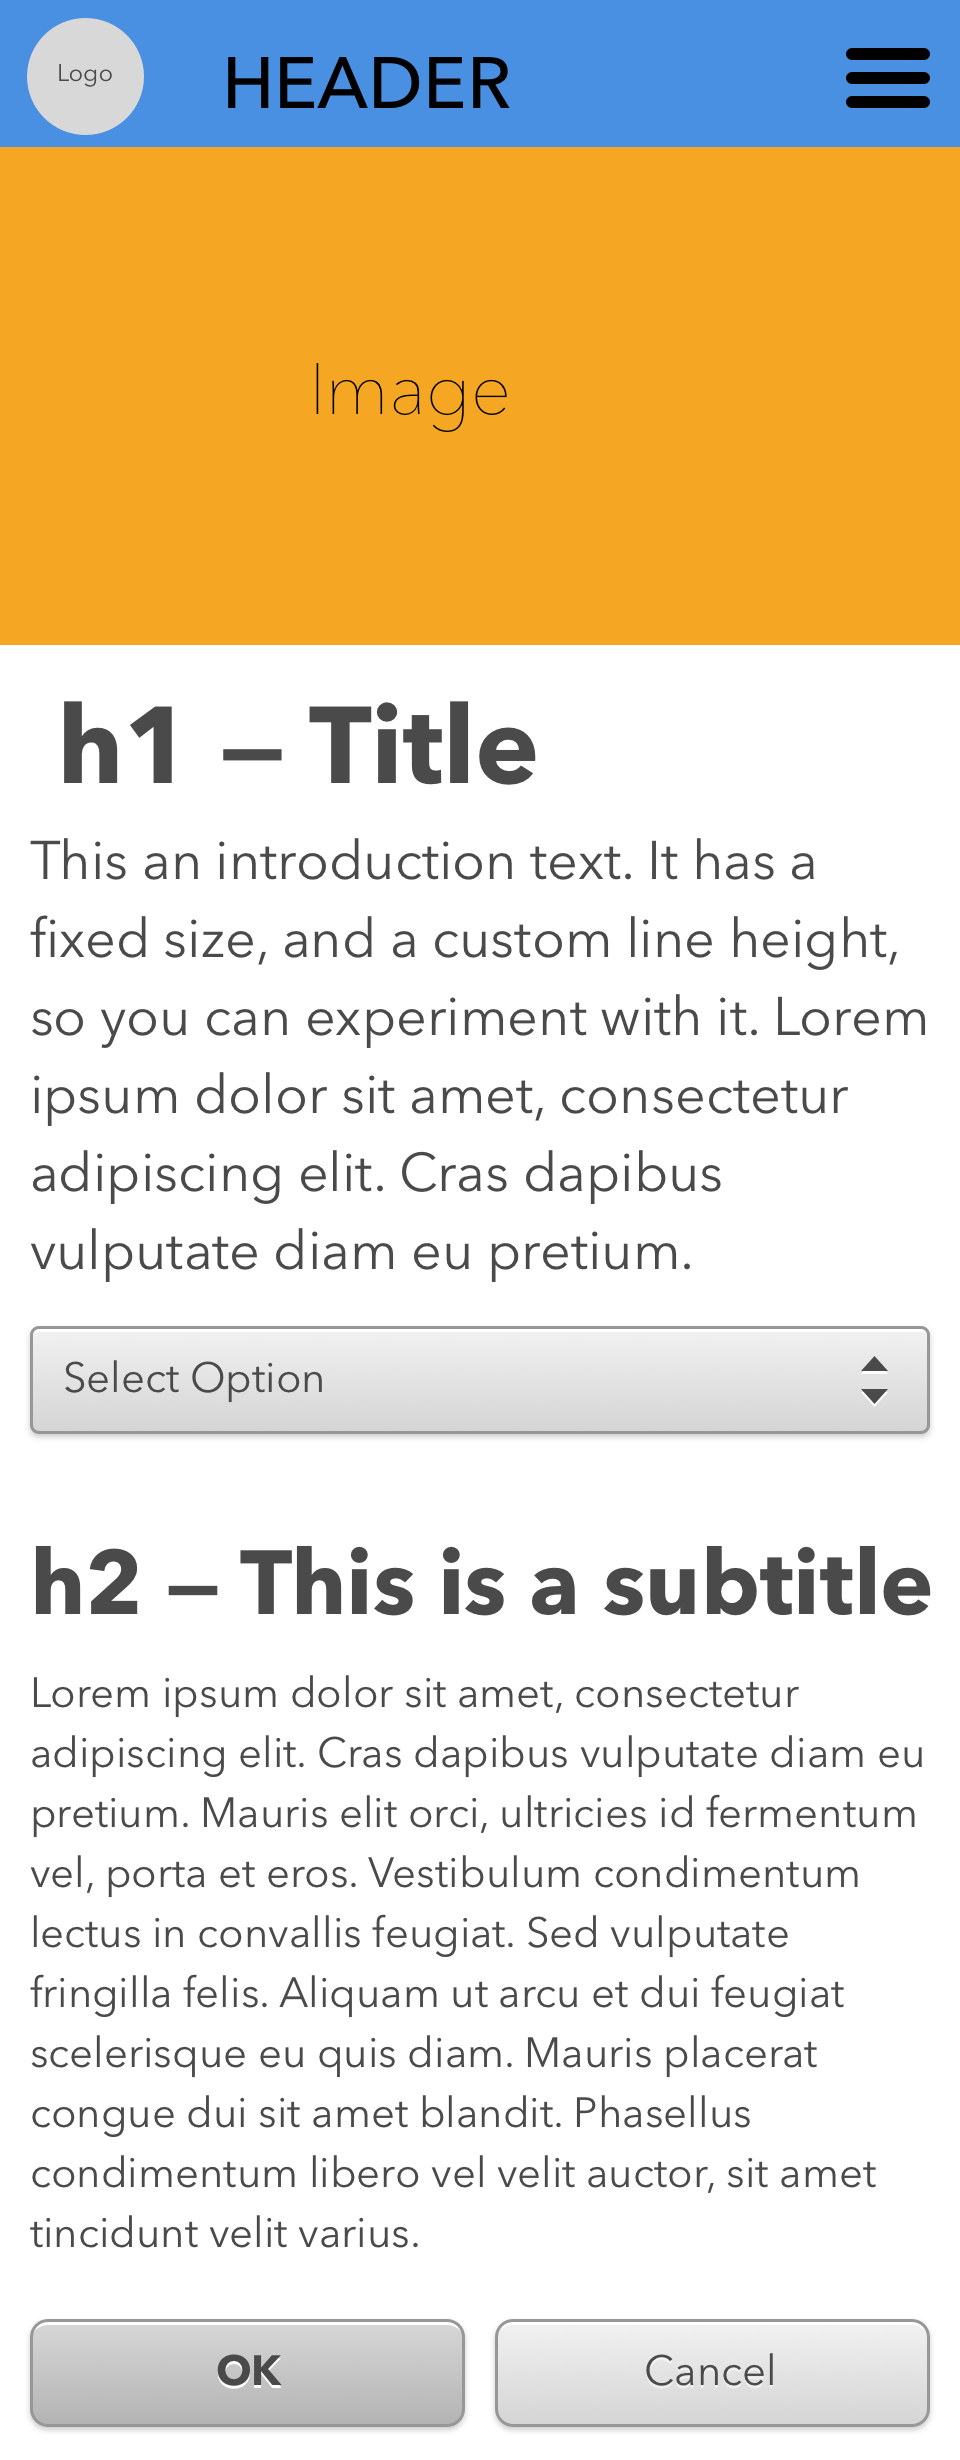 Logo
HEADER
Image
h1 – Title
This an introduction text. It has a
fixed size, and a custom line height,
so you can experiment with it. Lorem
ipsum dolor sit amet, consectetur
adipiscing elit. Cras dapibus
vulputate diam eu pretium.
Select Option
h2 – This is a subtitle
Lorem ipsum dolor sit amet, consectetur
adipiscing elit. Cras dapibus vulputate diam eu
pretium. Mauris elit orci, ultricies id fermentum
vel, porta et eros. Vestibulum condimentum
lectus in convallis feugiat. Sed vulputate
fringilla felis. Aliquam ut arcu et dui feugiat
scelerisque eu quis diam. Mauris placerat
congue dui sit amet blandit. Phasellus
condimentum libero vel velit auctor, sit amet
tincidunt velit varius.
OK
Cancel